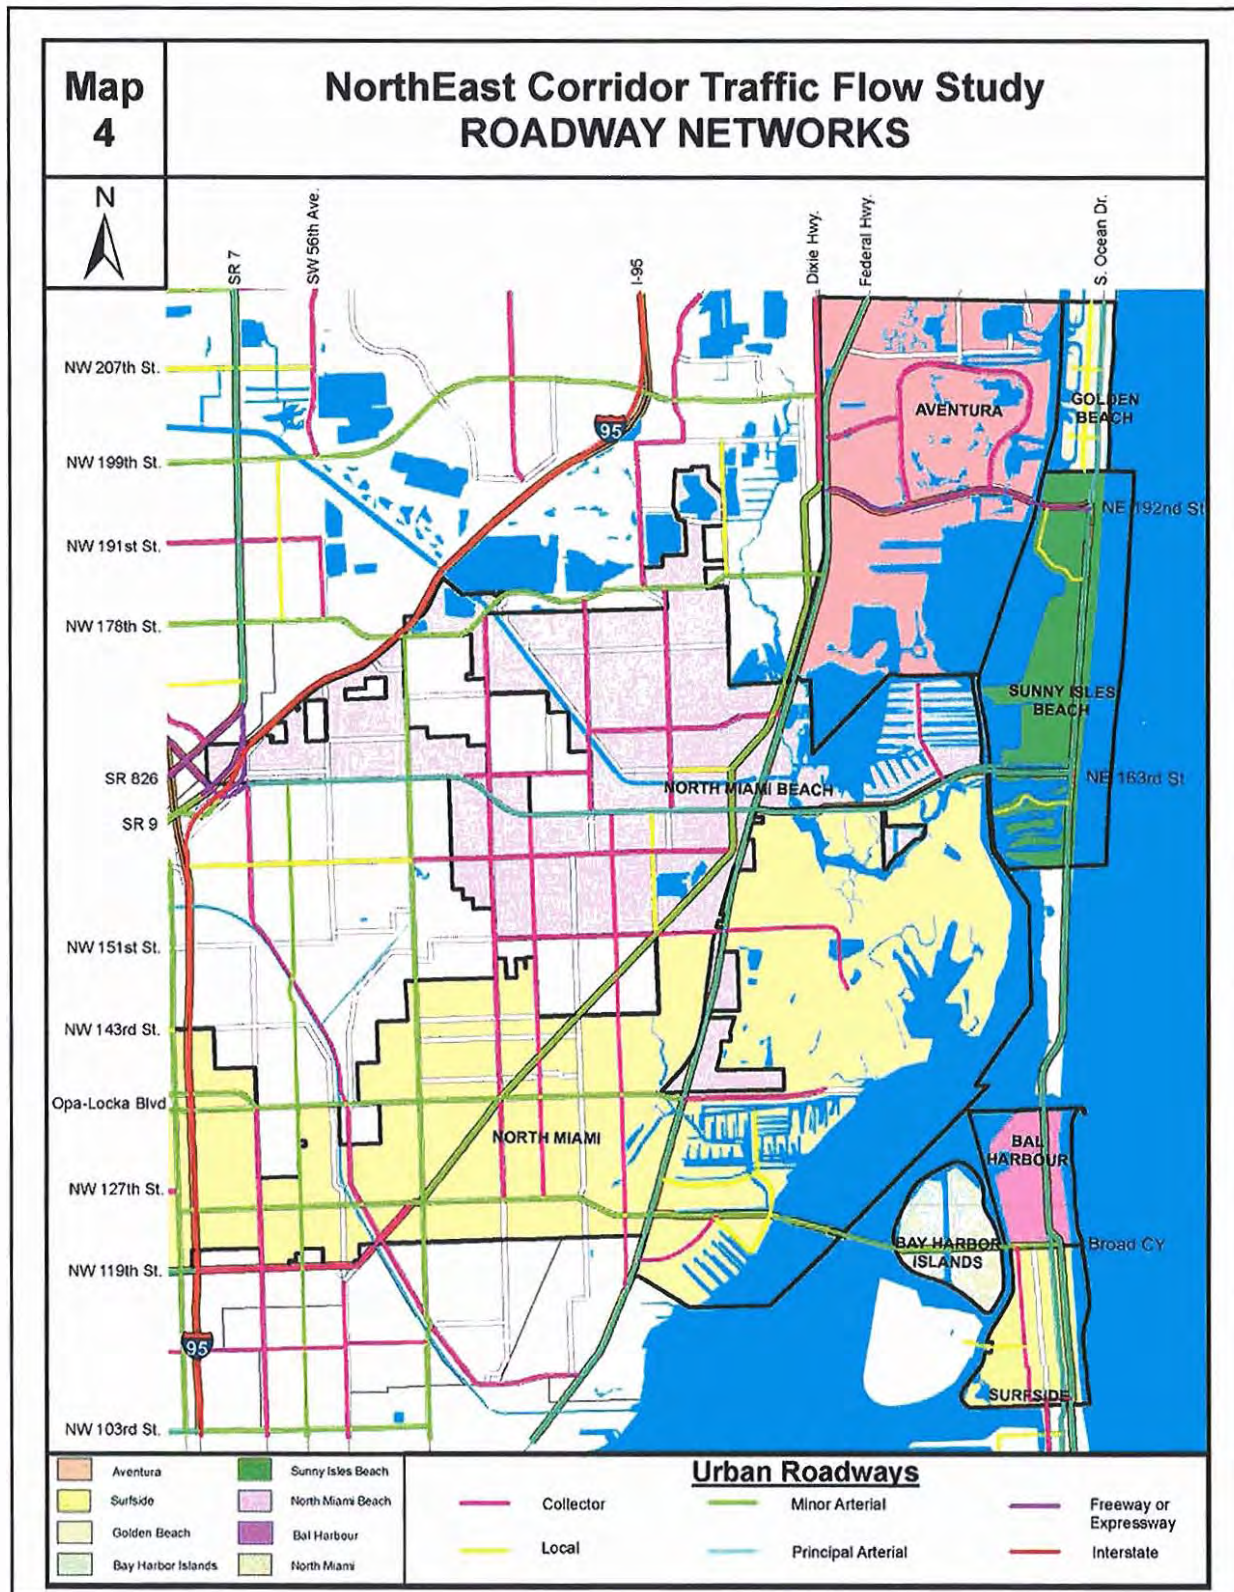 Map
4
NorthEast Corridor Traffic Flow Study
ROADWAY NETWORKS
N
SR 7
SW 56th Ave.
I-95
Dixie Hwy.
Federal Hwy.
S. Ocean Dr.
NW 207th St.
NW 199th St.
NW 191st St.
NW 178th St.
SR 826
SR 9
NW 151st St.
NW 143rd St.
Opa-Locka Blvd
NW 127th St.
NW 119th St.
NW 103rd St.
95
AVENTURA
GOLDEN
BEACH
NE 192nd St
SUNNY ISLES
BEACH
NE 163rd St
NORTH MIAMI BEACH
NORTH MIAMI
BAL
HARBOUR
BAY HARBOR
ISLANDS
Broad CY
SURFSIDE
95
Aventura
Surfside
Golden Beach
Bay Harbor Islands
Sunny Isles Beach
North Miami Beach
Bal Harbour
North Miami
Urban Roadways
Collector
Local
Minor Arterial
Principal Arterial
Freeway or
Expressway
Interstate